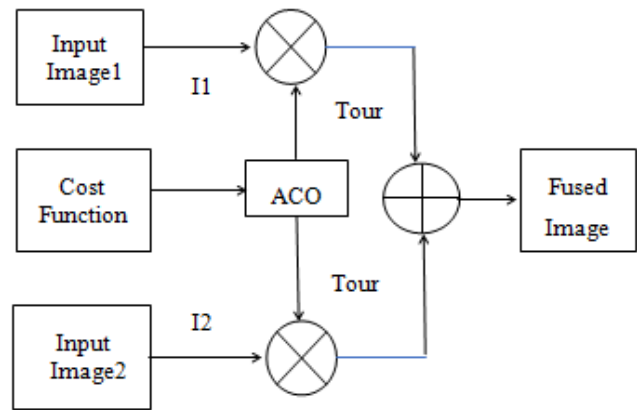 Input
Image1
I1
Tour
Cost
Function
ACO
Fused
Image
Tour
I2
Input
Image2